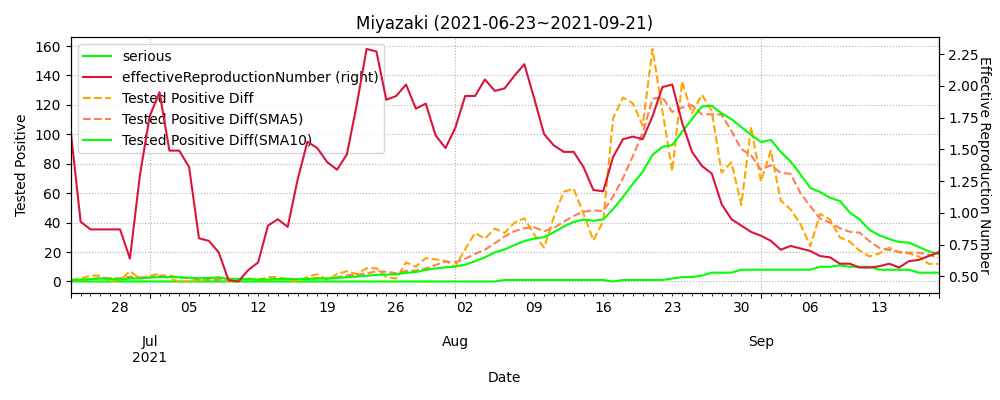 Miyazaki (2021-06-23~2021-09-21)
serious
effectiveReproductionNumber (right)
Tested Positive Diff
Tested Positive Diff(SMA5)
Tested Positive Diff(SMA10)
Tested Positive
160
140
120
100
80
60
40
20
0
2.25
2.00
1.75
1.50
1.25
1.00
0.75
0.50
Effective Reproduction Number
28 05 12 19 26 02 09 16 23 30 06 13
Jul Aug Sep
2021
Date